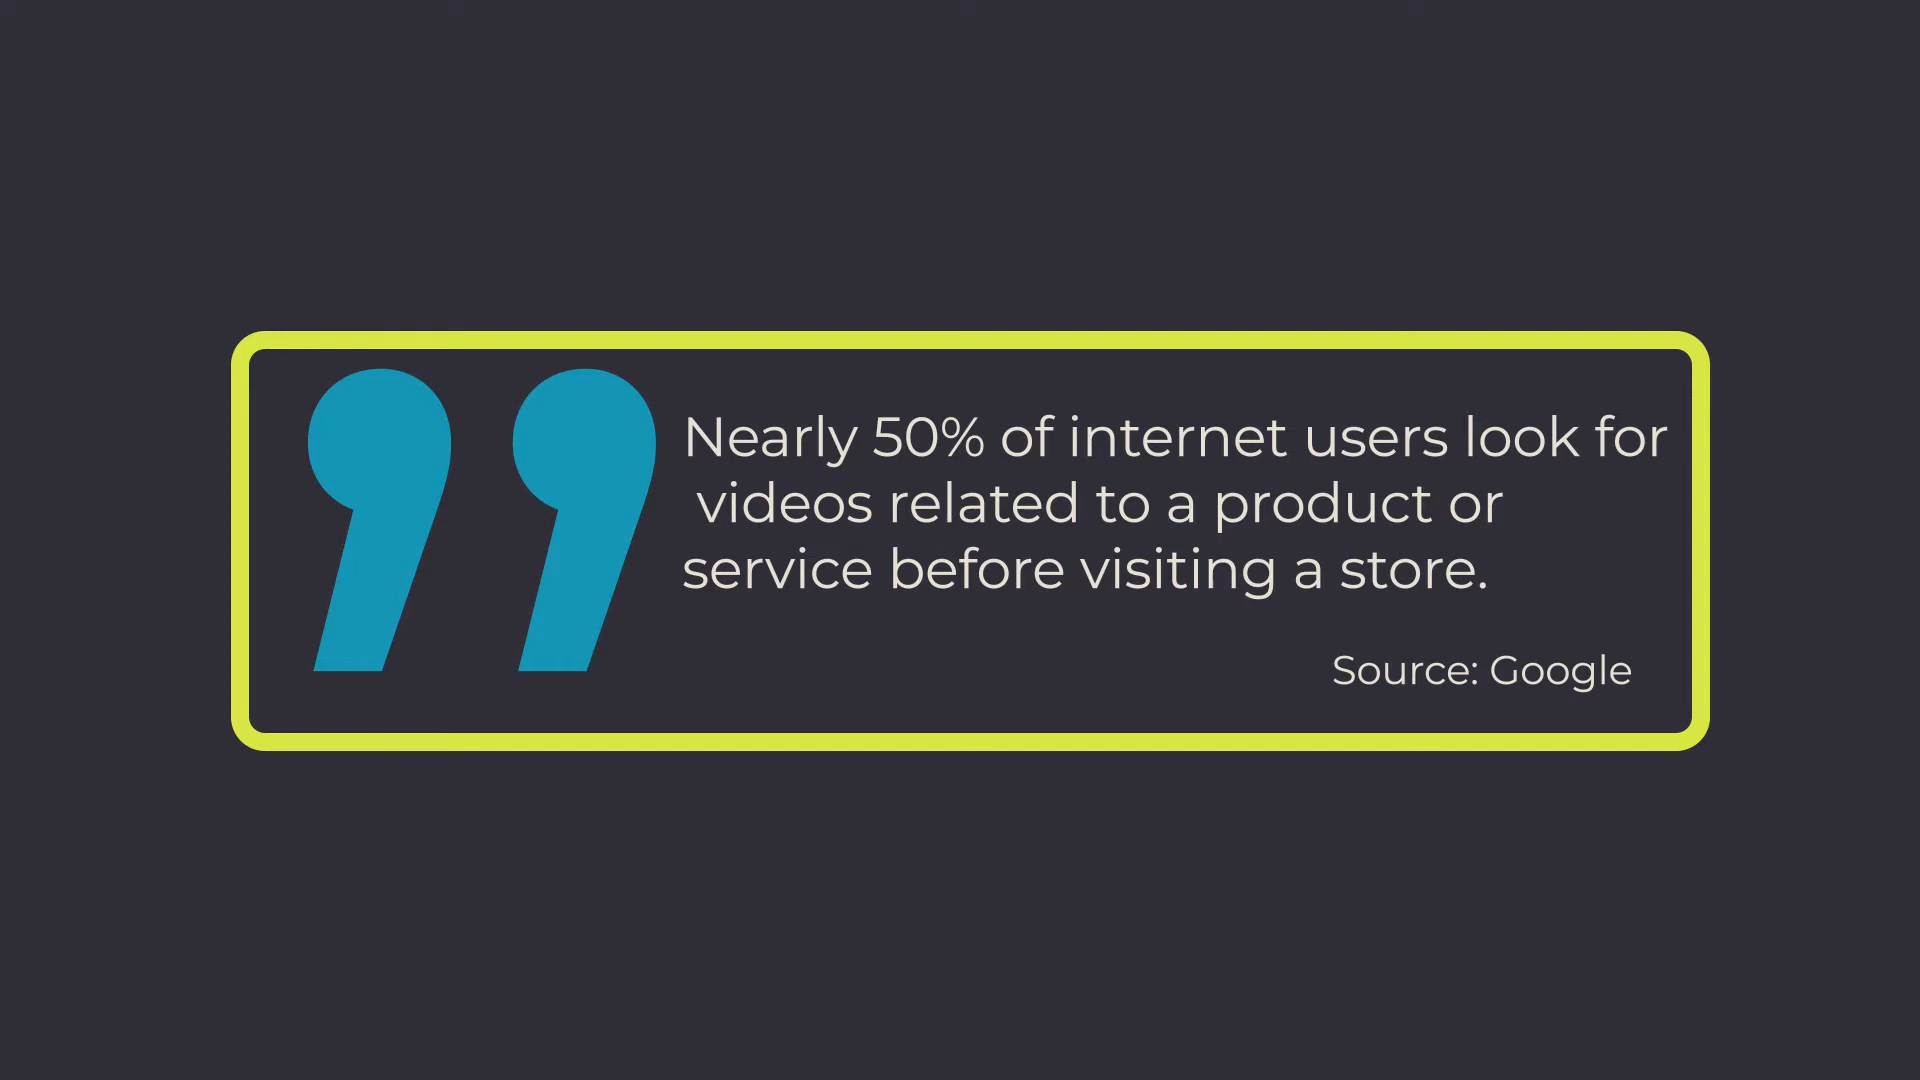 Nearly 50% of internet users look for
videos related to a product or
service before visiting a store.
Source: Google